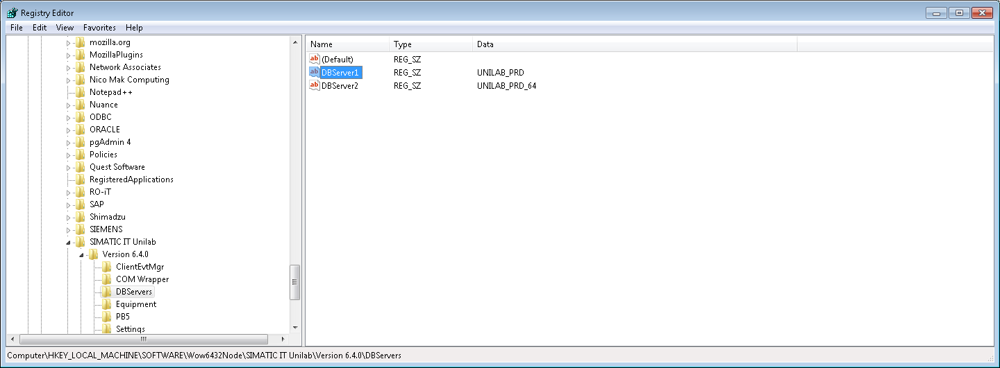 Registry Editor
File Edit View Favorites Help
mozilla.org
MozillaPlugins
Network Associates
Nico Mak Computing
Notepad++
Nuance
ODBC
ORACLE
pgAdmin 4
Policies
Quest Software
RegisteredApplications
RO-iT
SAP
Shimadzu
SIEMENS
SIMATIC IT Unilab
Version 6.4.0
ClientEvtMgr
COM Wrapper
DBServers
Equipment
PB5
Settings
Name Type Data
ab (Default) REG_SZ
ab DBServer1 REG_SZ UNILAB_PRD
ab DBServer2 REG_SZ UNILAB_PRD_64
Computer\HKEY_LOCAL_MACHINE\SOFTWARE\Wow6432Node\SIMATIC IT Unilab\Version 6.4.0\DBServers